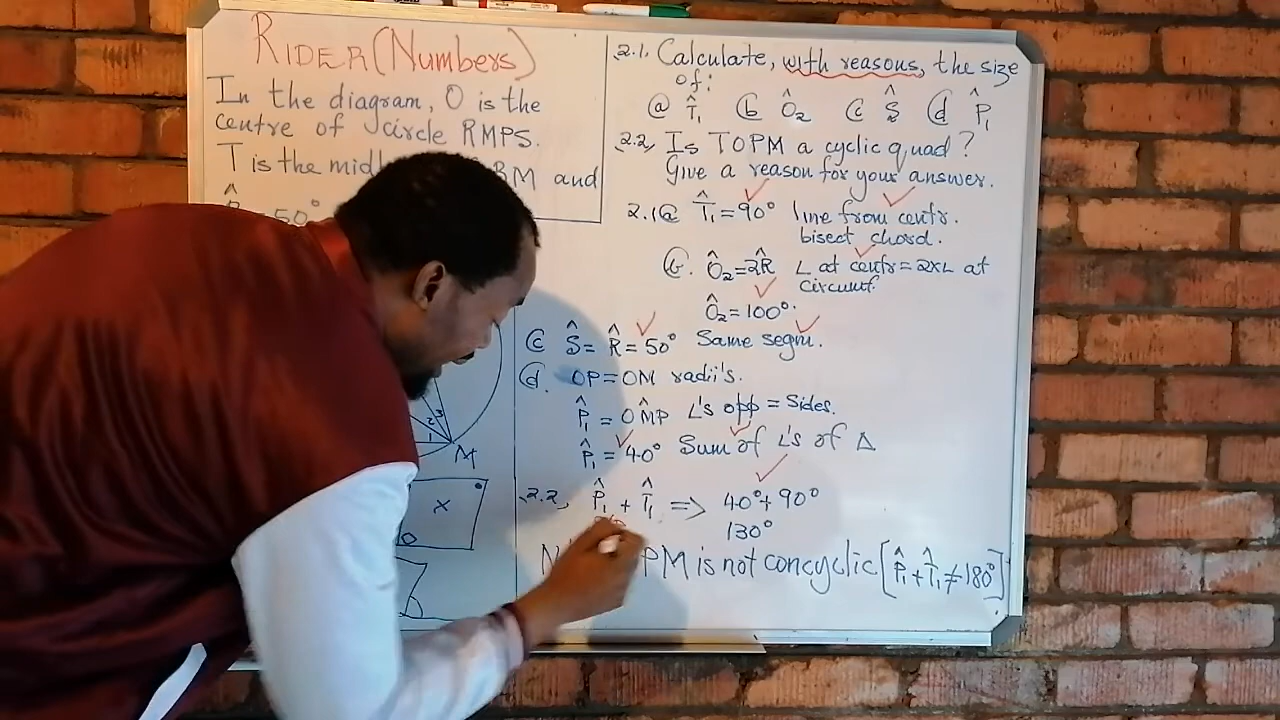 RIDER (Numbers)
In the diagram, O is the
centre of circle RMPS.
T is the RM and
= 50°
M
x
2.1. Calculate, with reasons, the size
of:
(a) T̂₁ (b) Ô₂ (c) Ŝ (d) P̂₁
2.2, Is TOPM a cyclic quad?
Give a reason for your answer.
2.1(a) T̂₁ = 90° line from centr.
bisect chord.
b. Ô₂ = 2R̂ ∠ at centr = 2x∠ at
circumf.
Ô₂ = 100°.
(c) Ŝ = R̂ = 50° Same segm.
(d). OP = OM radii's.
P̂₁ = OM̂P ∠'s opp = Sides.
P̂₁ = 40° Sum of ∠'s of Δ
2.2, P̂₁ + T̂₁ => 40° + 90°
130°
PM is not concyclic [P̂₁ + T̂₁ ≠ 180°]